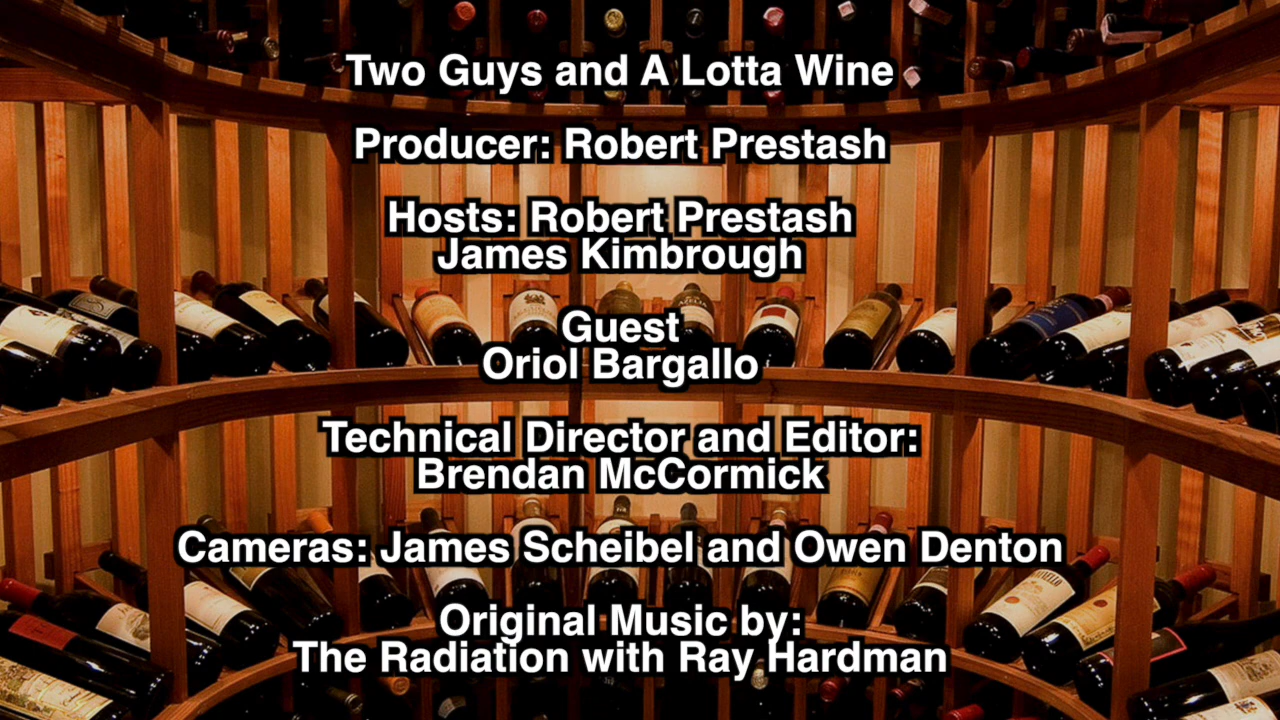 Two Guys and A Lotta Wine
Producer: Robert Prestash
Hosts: Robert Prestash
James Kimbrough
Guest
Oriol Bargallo
Technical Director and Editor:
Brendan McCormick
Cameras: James Scheibel and Owen Denton
Original Music by:
The Radiation with Ray Hardman